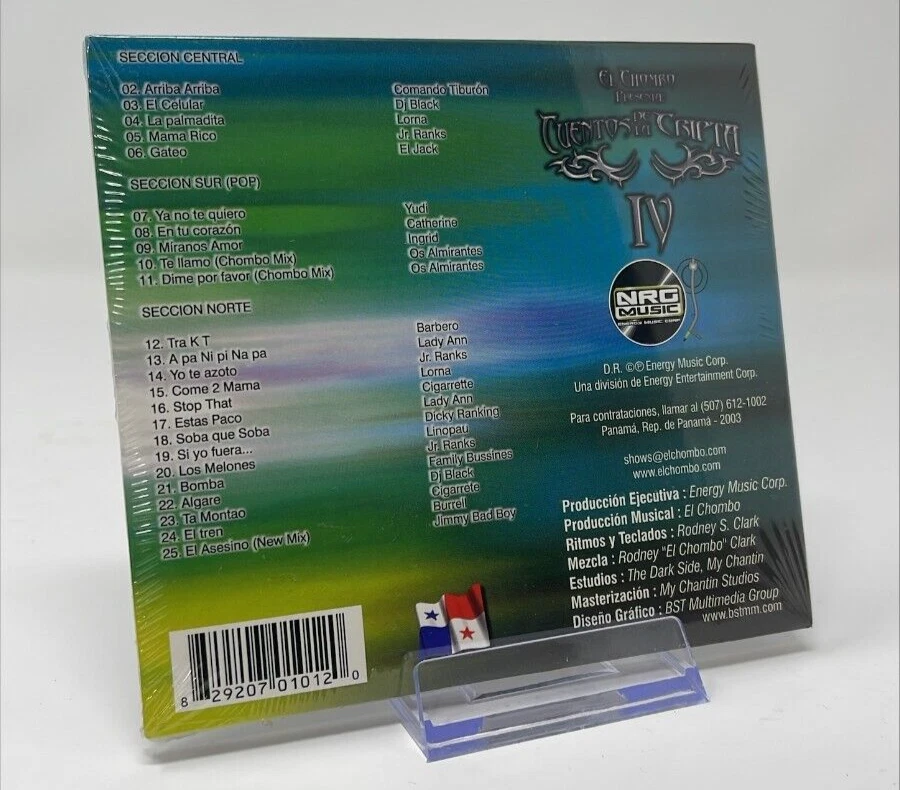 SECCION CENTRAL
02. Arriba Arriba Comando Tiburón
03. El Celular Dj Black
04. La palmadita Lorna
05. Mama Rico Jr. Ranks
06. Gateo El Jack
SECCION SUR (POP)
07. Ya no te quiero Yudi
08. En tu corazón Catherine
09. Miranos Amor Ingrid
10. Te llamo (Chombo Mix) Os Almirantes
11. Dime por favor (Chombo Mix) Os Almirantes
SECCION NORTE
12. Tra K T Barbero
13. A pa Ni pi Na pa Lady Ann
14. Yo te azoto Jr. Ranks
15. Come 2 Mama Lorna
16. Stop That Cigarrette
17. Estas Paco Lady Ann
18. Soba que Soba Dicky Ranking
19. Si yo fuera... Linopau
20. Los Melones Jr. Ranks
21. Bomba Family Bussines
22. Algare Dj Black
23. Ta Montao Cigarrete
24. El tren Burrell
25. El Asesino (New Mix) Jimmy Bad Boy
8 29207 01012 0
El Chombo
Presenta
Cuentos de la Cripta
IV
NRG
MUSIC
ENERGY MUSIC CORP.
D.R. ©℗ Energy Music Corp.
Una división de Energy Entertainment Corp.
Para contrataciones, llamar al (507) 612-1002
Panamá, Rep. de Panamá - 2003
shows@elchombo.com
www.elchombo.com
Producción Ejecutiva : Energy Music Corp.
Producción Musical : El Chombo
Ritmos y Teclados : Rodney S. Clark
Mezcla : Rodney "El Chombo" Clark
Estudios : The Dark Side, My Chantin
Masterización : My Chantin Studios
Diseño Gráfico : BST Multimedia Group
www.bstmm.com